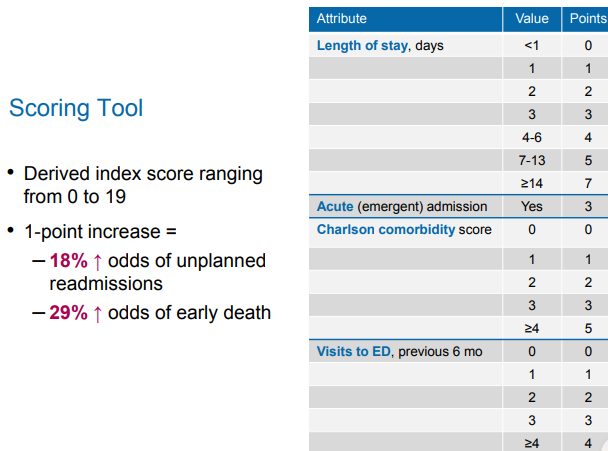 Scoring Tool
• Derived index score ranging
from 0 to 19
• 1-point increase =
– 18% ↑ odds of unplanned
readmissions
– 29% ↑ odds of early death
Attribute Value Points
Length of stay, days <1 0
1 1
2 2
3 3
4-6 4
7-13 5
≥14 7
Acute (emergent) admission Yes 3
Charlson comorbidity score 0 0
1 1
2 2
3 3
≥4 5
Visits to ED, previous 6 mo 0 0
1 1
2 2
3 3
≥4 4